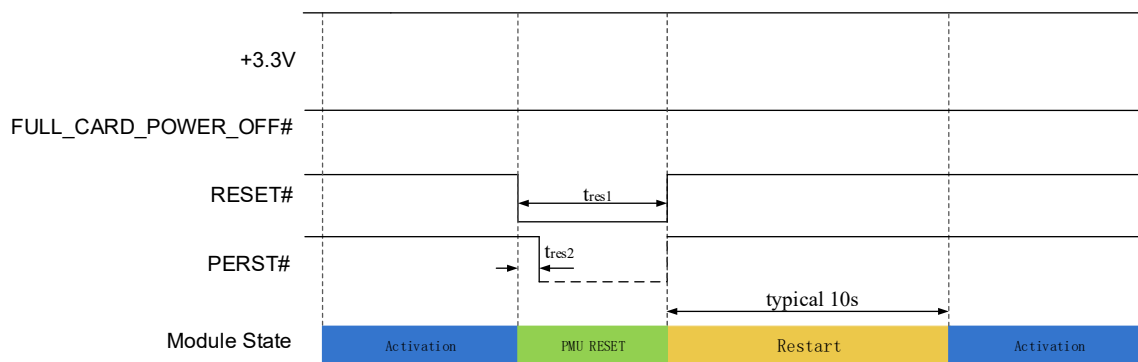 +3.3V
FULL_CARD_POWER_OFF#
RESET#
tres1
PERST#
tres2
typical 10s
Module State
Activation
PMU RESET
Restart
Activation